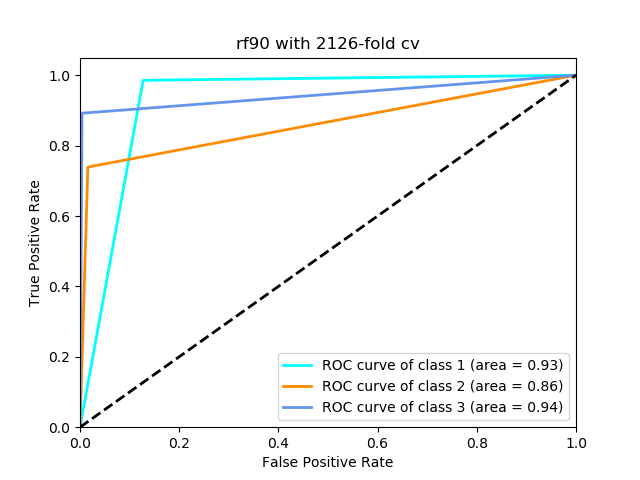 rf90 with 2126-fold cv
True Positive Rate
1.0
0.8
0.6
0.4
0.2
0.0
ROC curve of class 1 (area = 0.93)
ROC curve of class 2 (area = 0.86)
ROC curve of class 3 (area = 0.94)
0.0 0.2 0.4 0.6 0.8 1.0
False Positive Rate